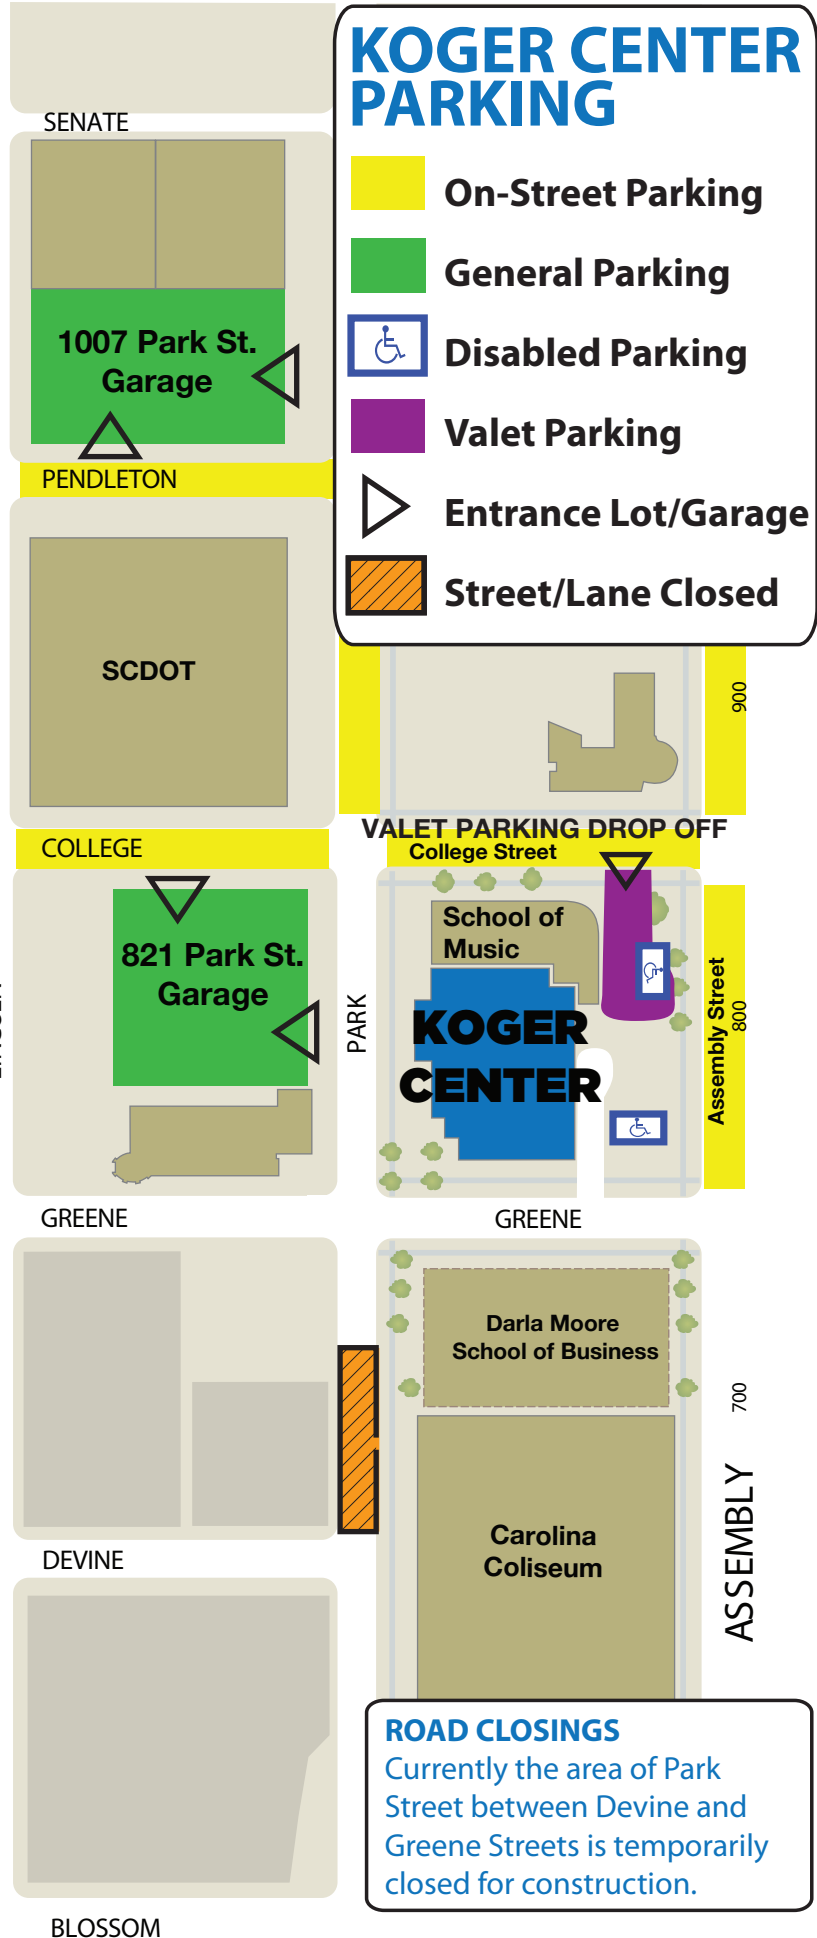 KOGER CENTER
PARKING
On-Street Parking
General Parking
Disabled Parking
Valet Parking
Entrance Lot/Garage
Street/Lane Closed
SENATE
1007 Park St.
Garage
PENDLETON
SCDOT
900
COLLEGE
VALET PARKING DROP OFF
College Street
821 Park St.
Garage
PARK
School of
Music
KOGER
CENTER
Assembly Street
800
GREENE
GREENE
Darla Moore
School of Business
700
ASSEMBLY
Carolina
Coliseum
DEVINE
ROAD CLOSINGS
Currently the area of Park
Street between Devine and
Greene Streets is temporarily
closed for construction.
BLOSSOM